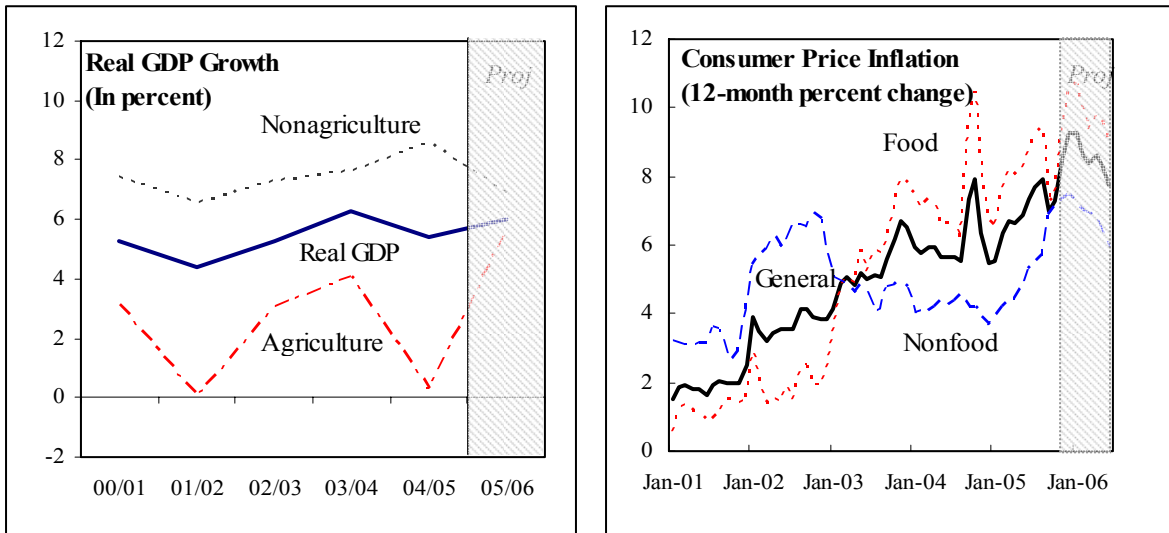 Real GDP Growth
(In percent)
Proj
Nonagriculture
Real GDP
Agriculture
12
10
8
6
4
2
0
-2
00/01 01/02 02/03 03/04 04/05 05/06
Consumer Price Inflation
(12-month percent change)
Proj
Food
General
Nonfood
12
10
8
6
4
2
0
Jan-01 Jan-02 Jan-03 Jan-04 Jan-05 Jan-06